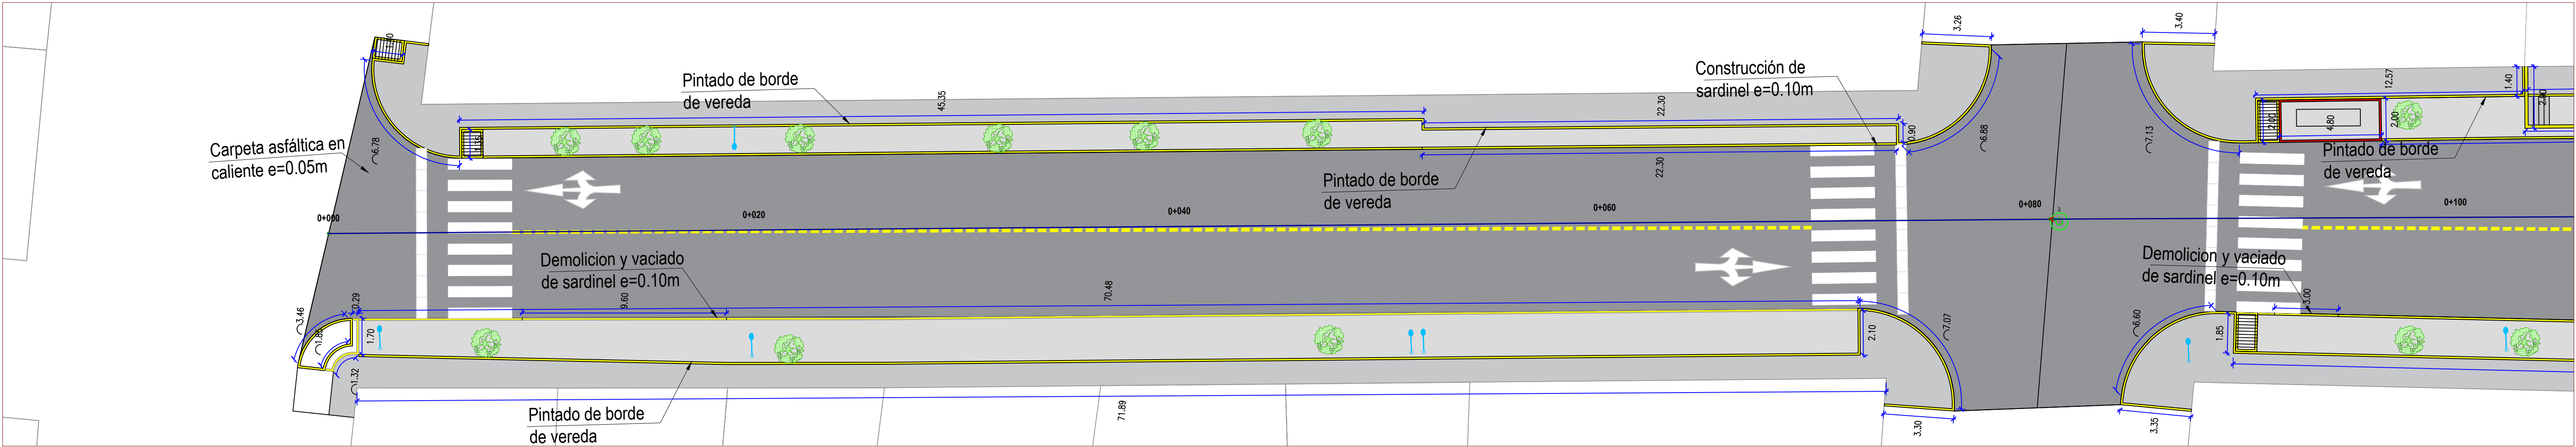 Pintado de borde
de vereda
Carpeta asfáltica en
caliente e=0.05m
Construcción de
sardinel e=0.10m
Pintado de borde
de vereda
Pintado de borde
de vereda
Demolicion y vaciado
de sardinel e=0.10m
Demolicion y vaciado
de sardinel e=0.10m
Pintado de borde
de vereda
0+000
0+020
0+040
0+060
0+080
0+100
45.35
22.30
22.30
0.90
3.26
3.40
6.78
6.88
7.13
12.57
1.40
2.00
4.80
2.00
9.60
70.48
0.29
3.46
1.70
1.32
71.89
2.10
7.07
3.30
6.60
3.35
1.85
3.00